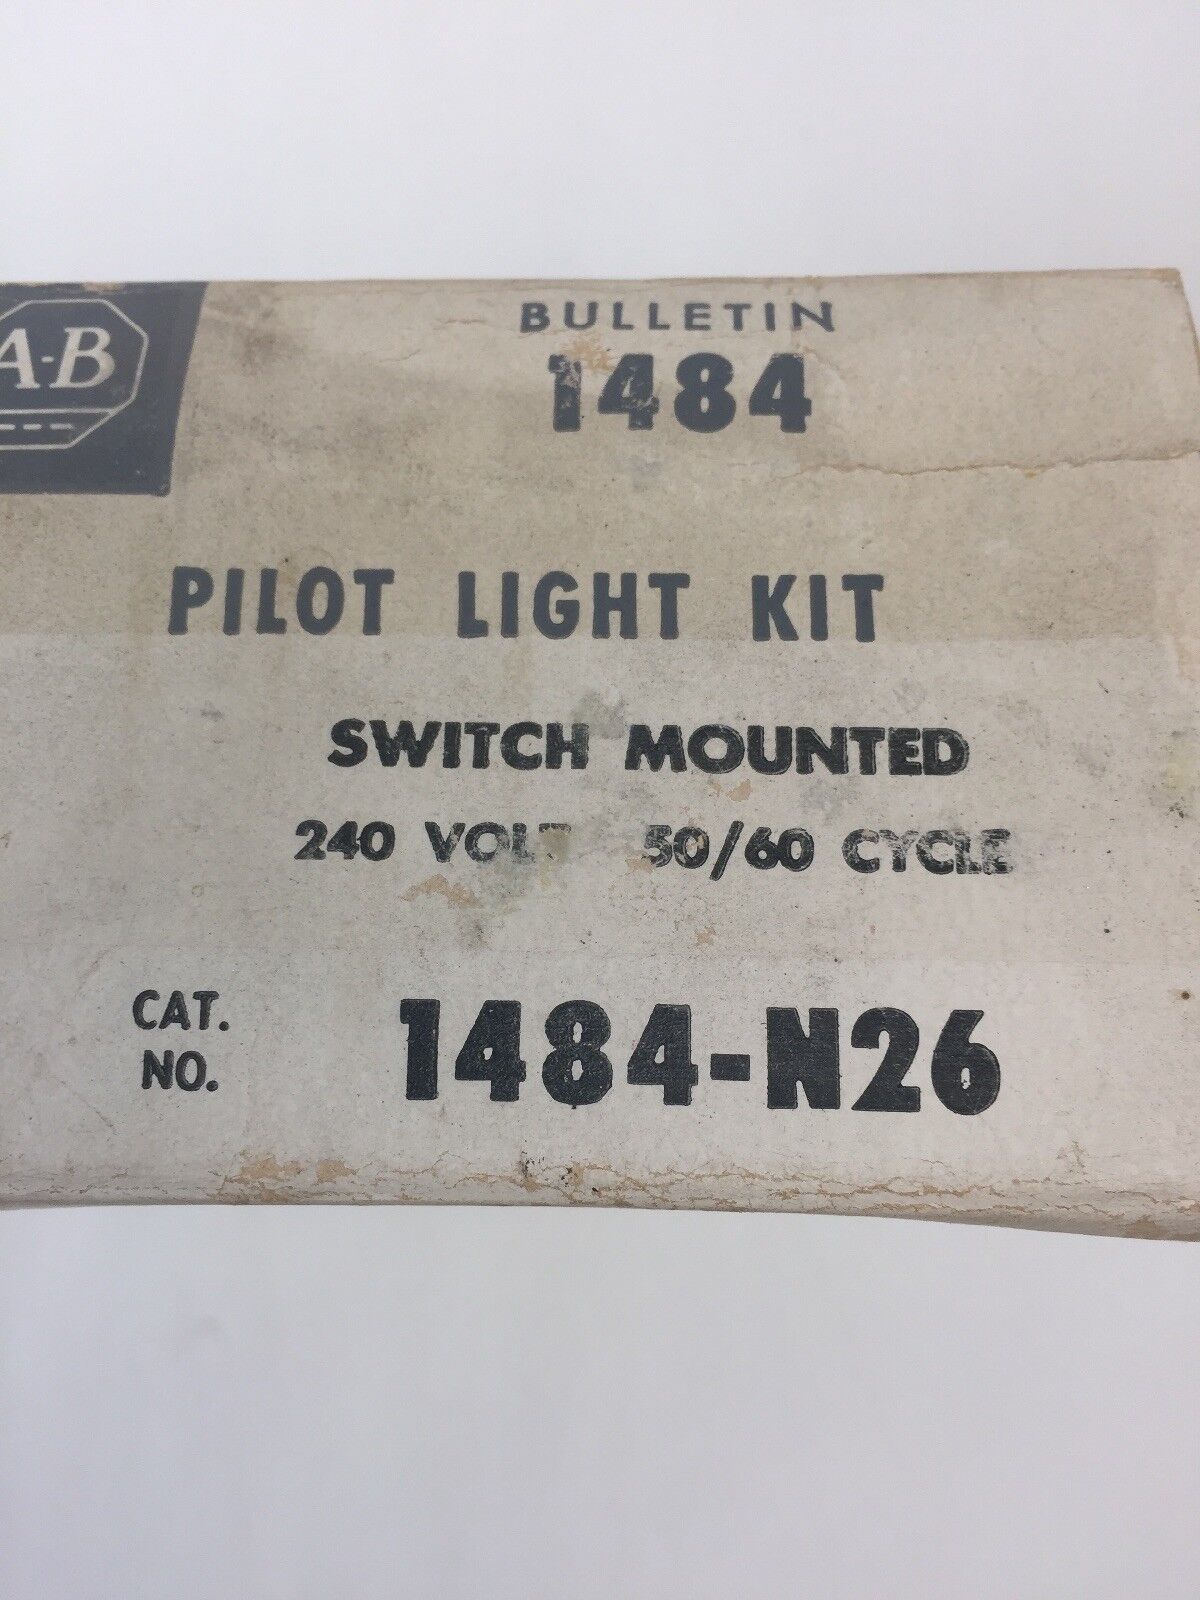 A-B
BULLETIN
1484
PILOT LIGHT KIT
SWITCH MOUNTED
240 VOLT 50/60 CYCLE
CAT. NO. 1484-N26